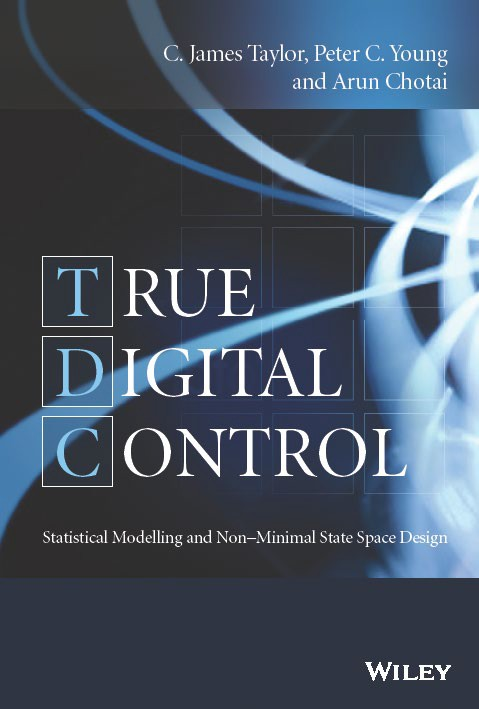 C. James Taylor, Peter C. Young
and Arun Chotai
TRUE
DIGITAL
CONTROL
Statistical Modelling and Non–Minimal State Space Design
WILEY